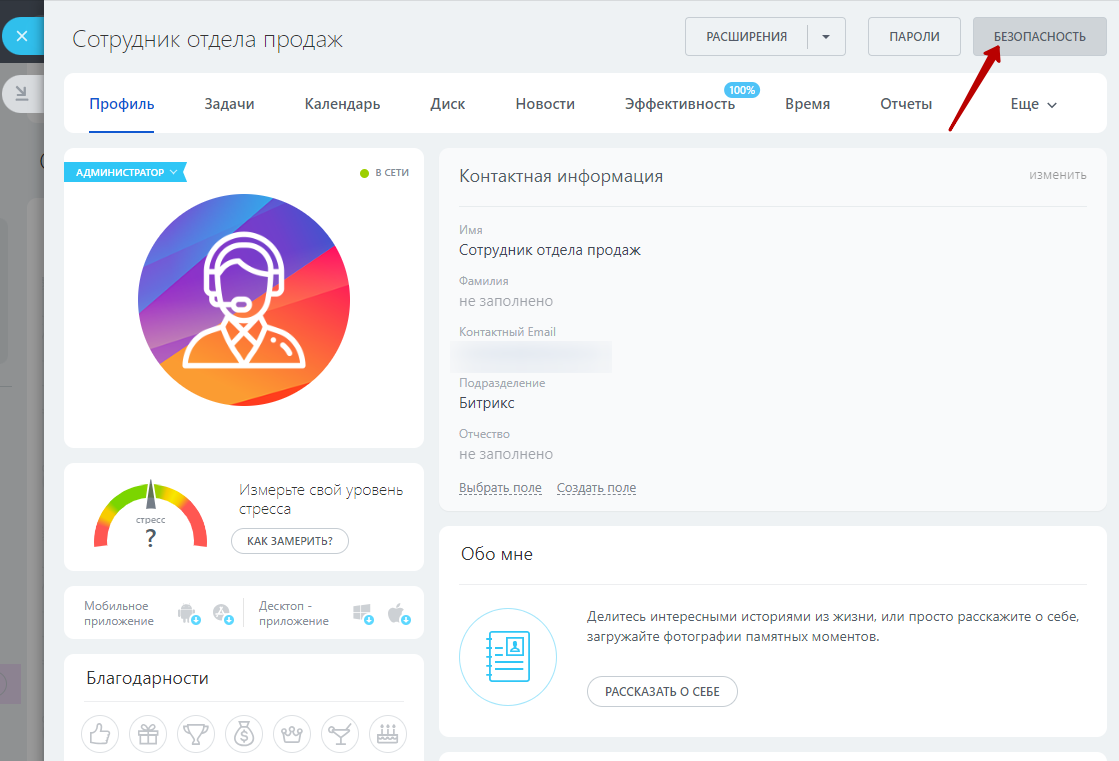 Сотрудник отдела продаж
РАСШИРЕНИЯ
ПАРОЛИ
БЕЗОПАСНОСТЬ
Профиль
Задачи
Календарь
Диск
Новости
Эффективность
100%
Время
Отчеты
Еще
АДМИНИСТРАТОР
В СЕТИ
Контактная информация
изменить
Имя
Сотрудник отдела продаж
Фамилия
не заполнено
Контактный Email
Подразделение
Битрикс
Отчество
не заполнено
Выбрать поле
Создать поле
стресс
?
Измерьте свой уровень
стресса
КАК ЗАМЕРИТЬ?
Мобильное
приложение
Десктоп -
приложение
Обо мне
Делитесь интересными историями из жизни, или просто расскажите о себе,
загружайте фотографии памятных моментов.
РАССКАЗАТЬ О СЕБЕ
Благодарности